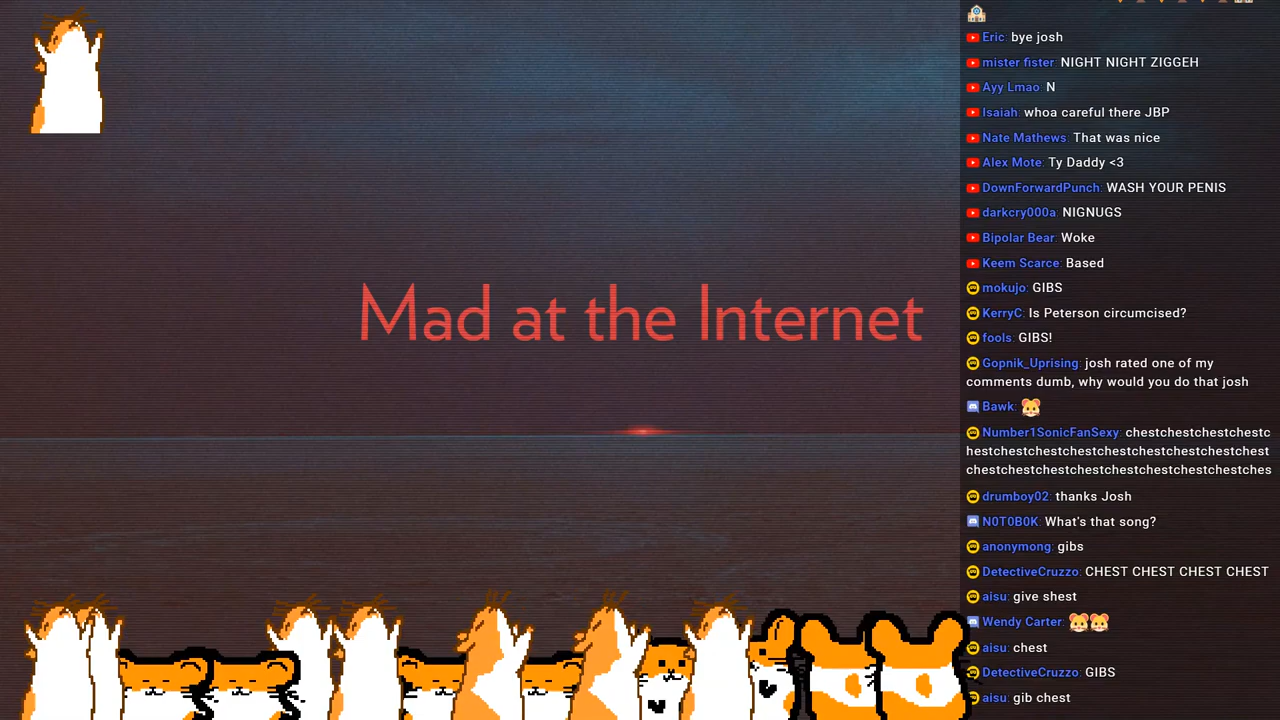 Mad at the Internet
Eric: bye josh
mister fister: NIGHT NIGHT ZIGGEH
Ayy Lmao: N
Isaiah: whoa careful there JBP
Nate Mathews: That was nice
Alex Mote: Ty Daddy <3
DownForwardPunch: WASH YOUR PENIS
darkcry000a: NIGNUGS
Bipolar Bear: Woke
Keem Scarce: Based
mokujo: GIBS
KerryC: Is Peterson circumcised?
fools: GIBS!
Gopnik_Uprising: josh rated one of my
comments dumb, why would you do that josh
Bawk:
Number1SonicFanSexy: chestchestchestchestc
hestchestchestchestchestchestchestchestchest
chestchestchestchestchestchestchestchestches
drumboy02: thanks Josh
N0T0B0K: What's that song?
anonymong: gibs
DetectiveCruzzo: CHEST CHEST CHEST CHEST
aisu: give shest
Wendy Carter:
aisu: chest
DetectiveCruzzo: GIBS
aisu: gib chest